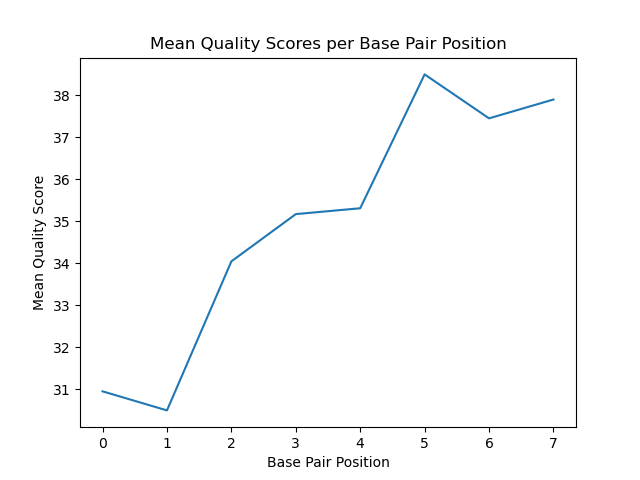 Mean Quality Scores per Base Pair Position
38
37
36
35
34
33
32
31
Mean Quality Score
0 1 2 3 4 5 6 7
Base Pair Position